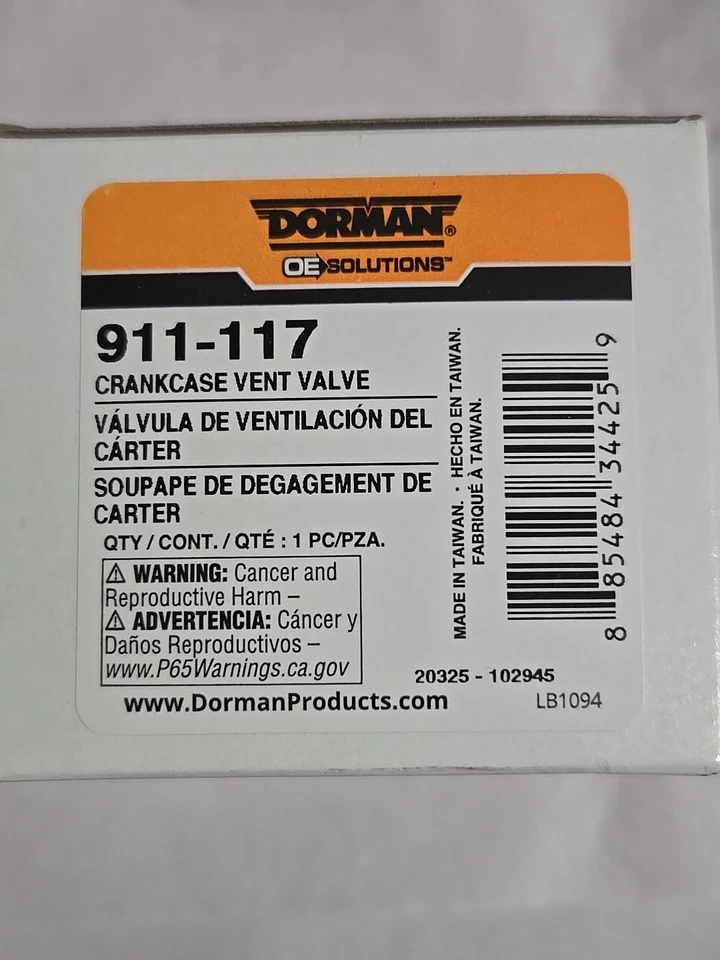 DORMAN®
OE SOLUTIONS™
911-117
CRANKCASE VENT VALVE
VÁLVULA DE VENTILACIÓN DEL
CÁRTER
SOUPAPE DE DEGAGEMENT DE
CARTER
QTY / CONT. / QTÉ : 1 PC/PZA.
⚠ WARNING: Cancer and
Reproductive Harm –
⚠ ADVERTENCIA: Cáncer y
Daños Reproductivos –
www.P65Warnings.ca.gov
www.DormanProducts.com
MADE IN TAIWAN. · HECHO EN TAIWAN.
FABRIQUÉ À TAIWAN.
8 85484 34425 9
20325 - 102945
LB1094